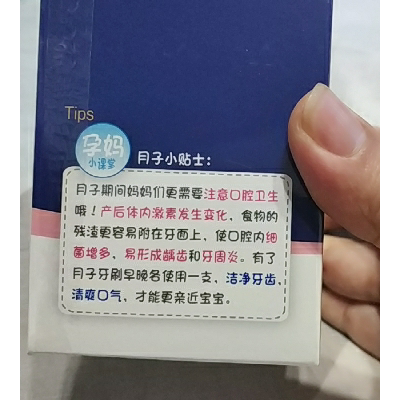 Tips
孕妈
小课堂
月子小贴士：
月子期间妈妈们更需要注意口腔卫生
哦！产后体内激素发生变化，食物的
残渣更容易附在牙面上，使口腔内细
菌增多、易形成龋齿和牙周炎。有了
月子牙刷早晚各使用一支，洁净牙齿，
清爽口气，才能更亲近宝宝。